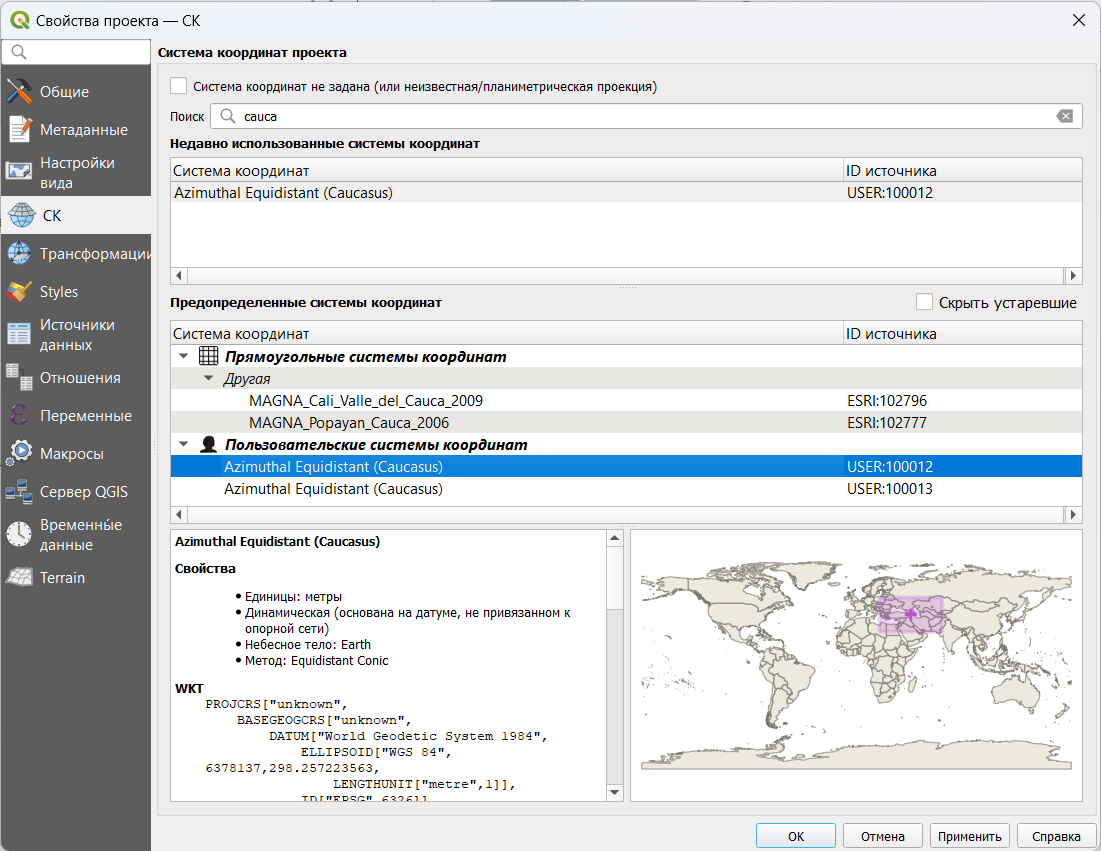 Свойства проекта — СК
Система координат проекта
Общие
Метаданные
Настройки
вида
СК
Трансформации
Styles
Источники
данных
Отношения
Переменные
Макросы
Сервер QGIS
Временные
данные
Terrain
Система координат не задана (или неизвестная/планиметрическая проекция)
Поиск cauca
Недавно использованные системы координат
Система координат ID источника
Azimuthal Equidistant (Caucasus) USER:100012
Предопределенные системы координат Скрыть устаревшие
Система координат ID источника
Прямоугольные системы координат
Другая
MAGNA_Cali_Valle_del_Cauca_2009 ESRI:102796
MAGNA_Popayan_Cauca_2006 ESRI:102777
Пользовательские системы координат
Azimuthal Equidistant (Caucasus) USER:100012
Azimuthal Equidistant (Caucasus) USER:100013
Azimuthal Equidistant (Caucasus)
Свойства
• Единицы: метры
• Динамическая (основана на датуме, не привязанном к
опорной сети)
• Небесное тело: Earth
• Метод: Equidistant Conic
WKT
PROJCRS["unknown",
BASEGEOGCRS["unknown",
DATUM["World Geodetic System 1984",
ELLIPSOID["WGS 84",
6378137,298.257223563,
LENGTHUNIT["metre",1]],
ID["EPSG",6326]]
ОК Отмена Применить Справка